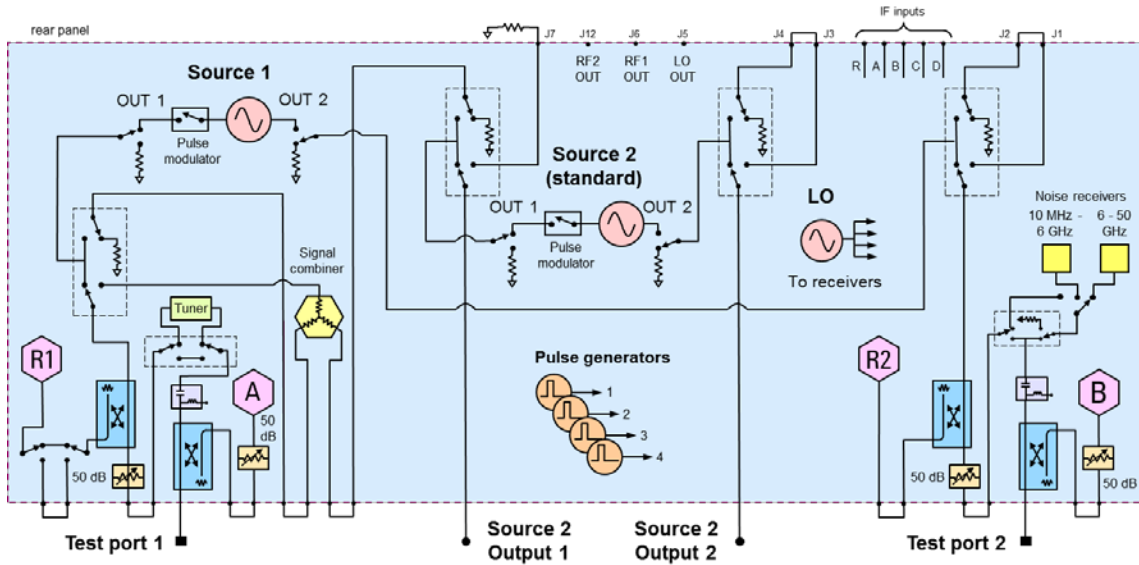 rear panel
J7
J12
J6
J5
J4
J3
IF inputs
J2
J1
RF2
OUT
RF1
OUT
LO
OUT
R
A
B
C
D
Source 1
OUT 1
OUT 2
Pulse
modulator
Source 2
(standard)
OUT 1
OUT 2
Pulse
modulator
LO
To receivers
Noise receivers
10 MHz -
6 GHz
6 - 50
GHz
Signal
combiner
Tuner
R1
A
50
dB
50 dB
Pulse generators
1
2
3
4
R2
B
50 dB
50 dB
Test port 1
Source 2
Output 1
Source 2
Output 2
Test port 2